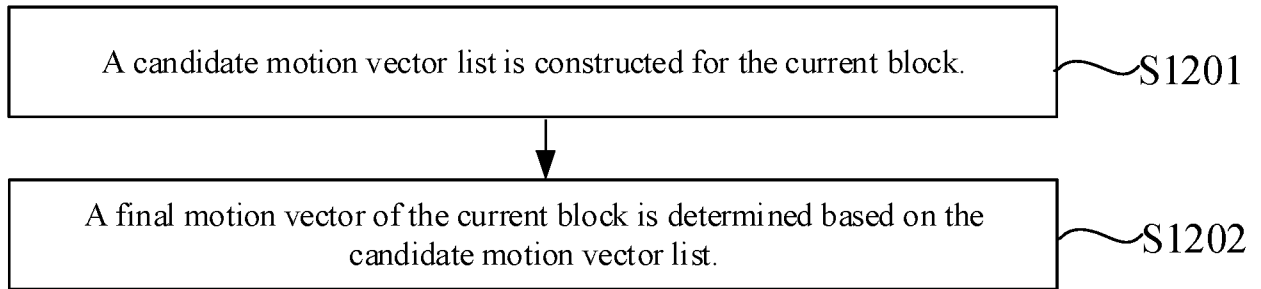 A candidate motion vector list is constructed for the current block.
S1201
A final motion vector of the current block is determined based on the
candidate motion vector list.
S1202